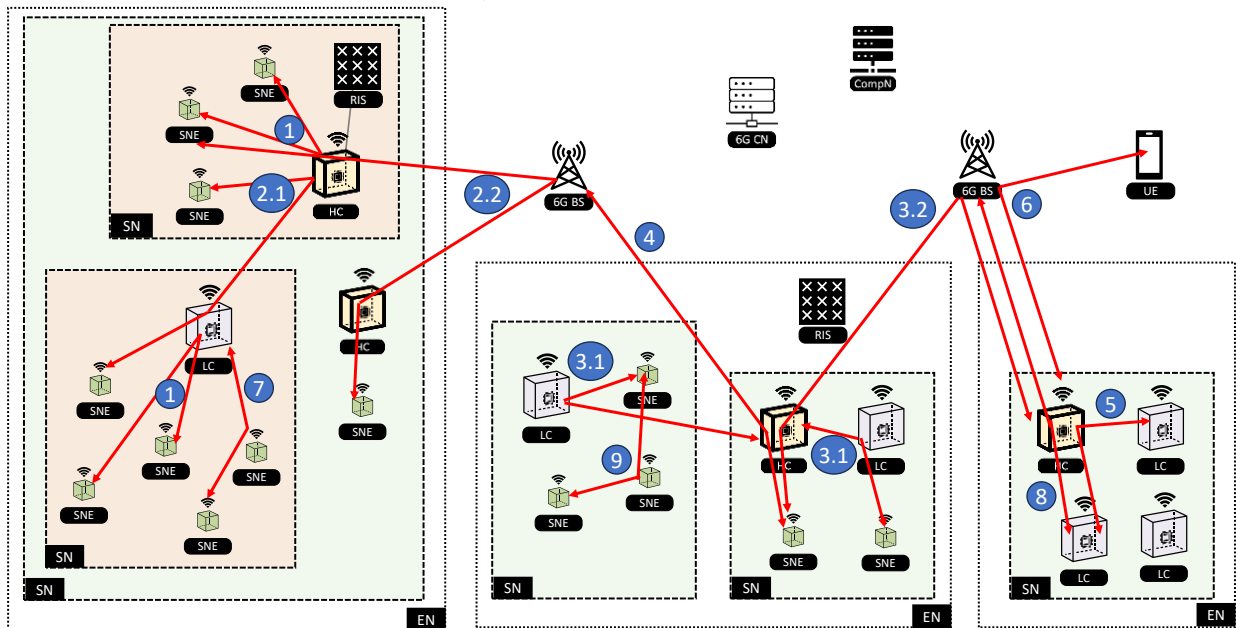 CompN
6G CN
SNE
RIS
SNE
1
SNE
2.1
HC
SN
2.2
6G BS
6G BS
UE
3.2
6
4
LC
HC
SNE
1
7
SNE
SNE
SNE
SNE
SNE
SN
SN
EN
RIS
3.1
LC
SNE
9
SNE
SNE
SN
HC
3.1
LC
SNE
SNE
SN
EN
5
HC
LC
8
LC
LC
SN
EN